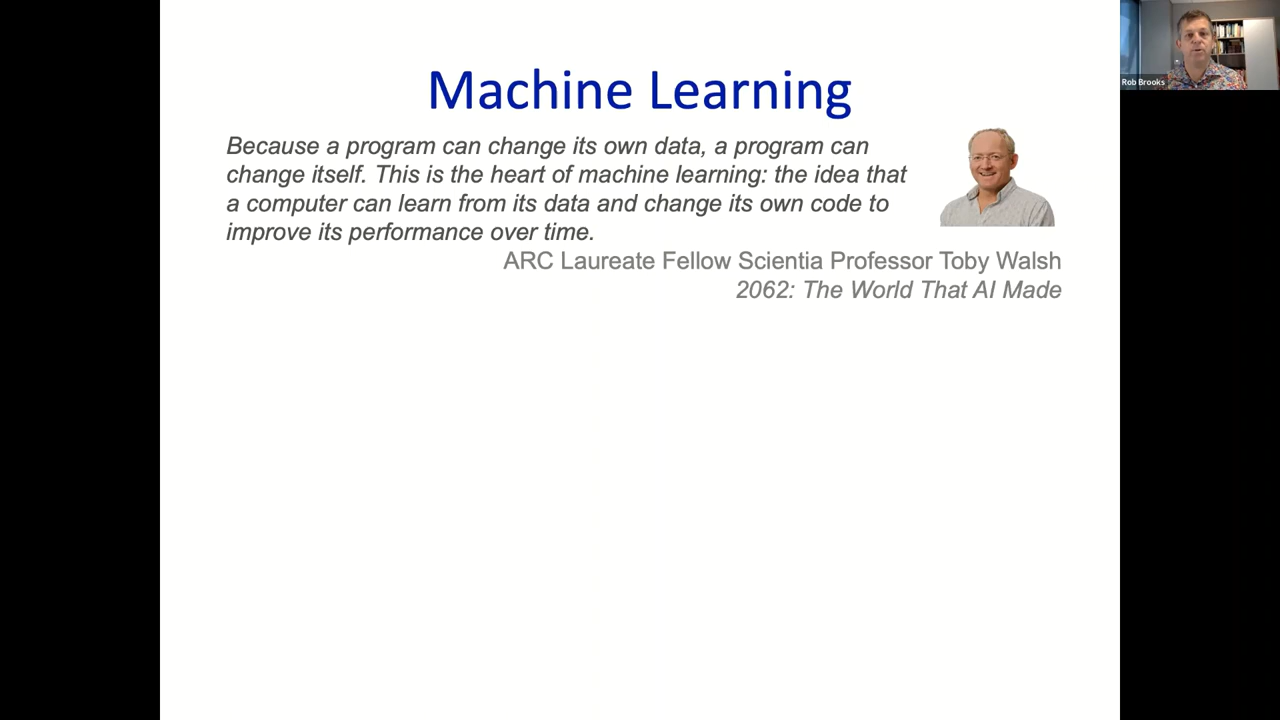 Machine Learning
Because a program can change its own data, a program can
change itself. This is the heart of machine learning: the idea that
a computer can learn from its data and change its own code to
improve its performance over time.
ARC Laureate Fellow Scientia Professor Toby Walsh
2062: The World That AI Made
Rob Brooks